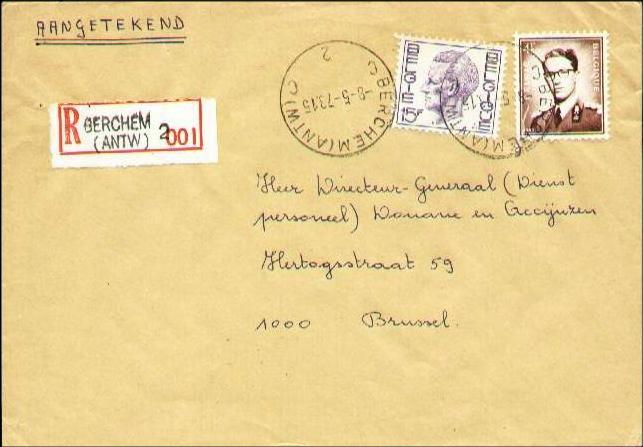 AANGETEKEND
R BERCHEM 2 001
(ANTW)
BERCHEM (ANTW)
C 2 C
-8-5-73.15
BELGIE
BELGIQUE
15F
BELGIQUE
Heer Directeur-Generaal (Dienst
personeel) Douane en Accijnzen
Hertogsstraat 59
1000 Brussel.